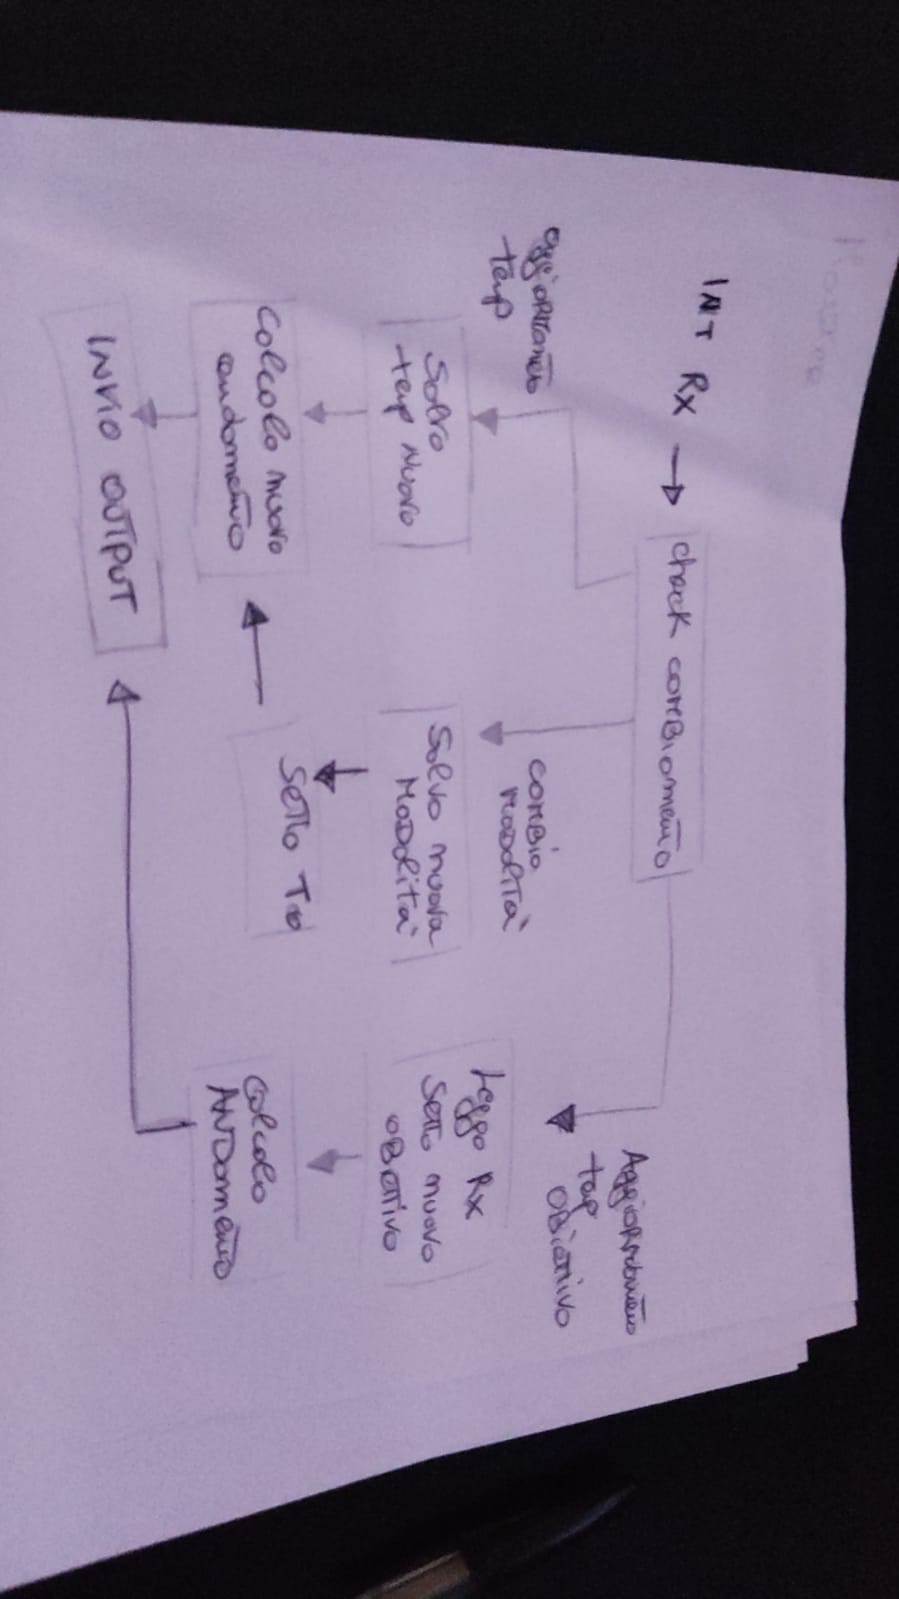 INT RX
check cambiamento
Aggiornamento
temp
obiettivo
aggiornamento
temp
cambio
modalità
Salvo
temp nuovo
Salvo nuova
modalità
Leggo RX
setto nuovo
obiettivo
Calcolo nuovo
andamento
setto
calcolo
ANDamento
INVIO OUTPUT